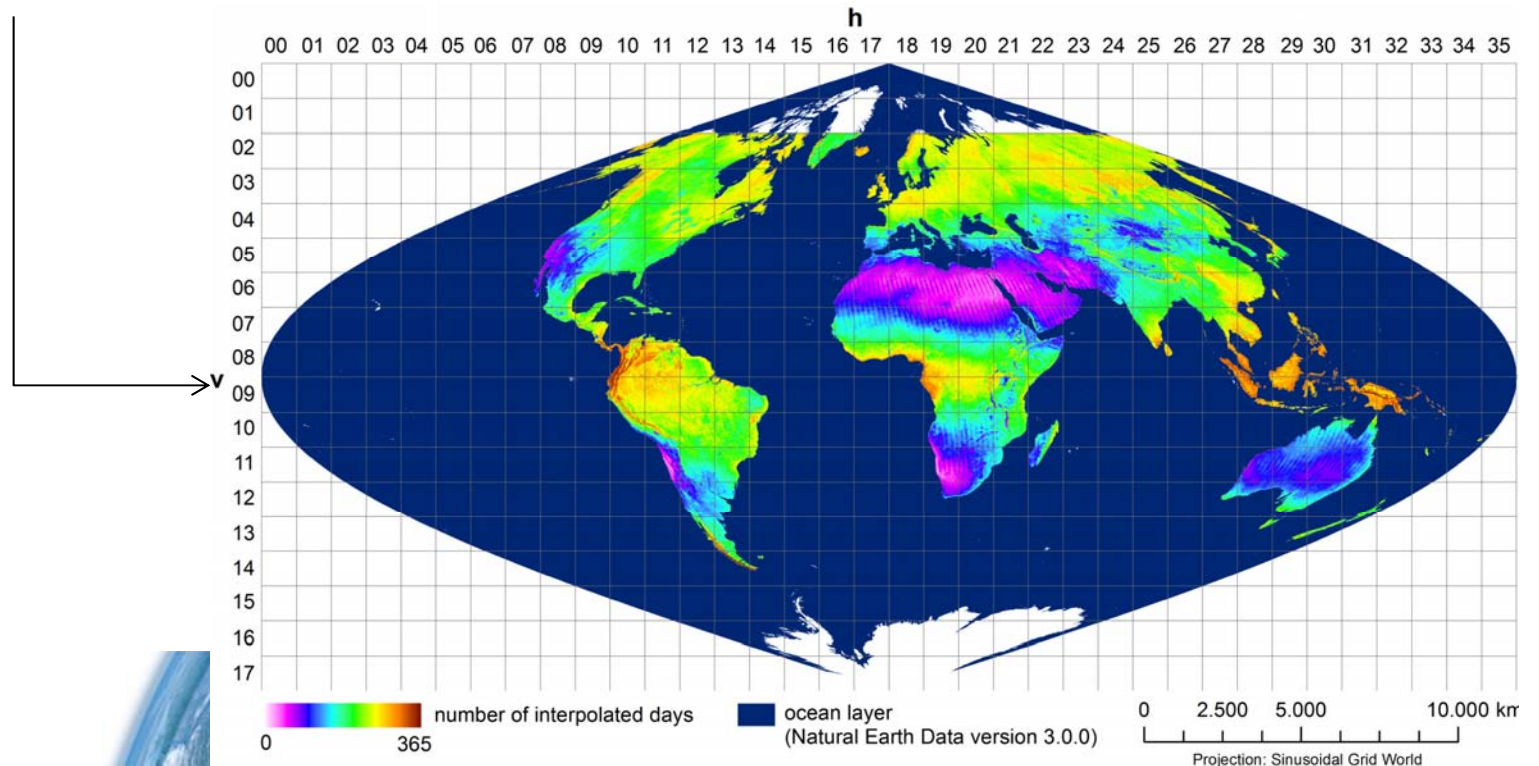 h
00 01 02 03 04 05 06 07 08 09 10 11 12 13 14 15 16 17 18 19 20 21 22 23 24 25 26 27 28 29 30 31 32 33 34 35
00
01
02
03
04
05
06
07
08
v
09
10
11
12
13
14
15
16
17
number of interpolated days
0 365
ocean layer
(Natural Earth Data version 3.0.0)
0 2.500 5.000 10.000 km
Projection: Sinusoidal Grid World